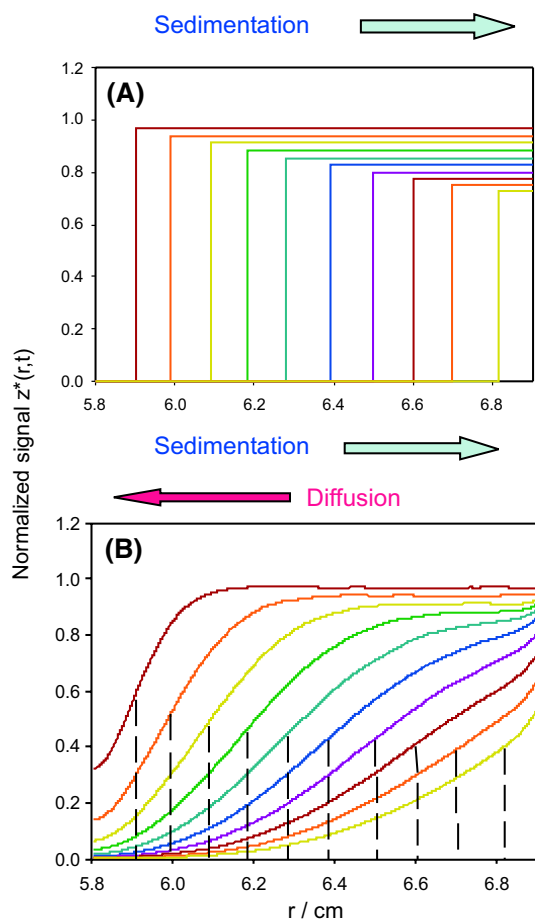 Sedimentation
1.2
(A)
1.0
0.8
0.6
0.4
0.2
0.0
5.8 6.0 6.2 6.4 6.6 6.8
Normalized signal z*(r,t)
Sedimentation
Diffusion
1.2
(B)
1.0
0.8
0.6
0.4
0.2
0.0
5.8 6.0 6.2 6.4 6.6 6.8
r / cm